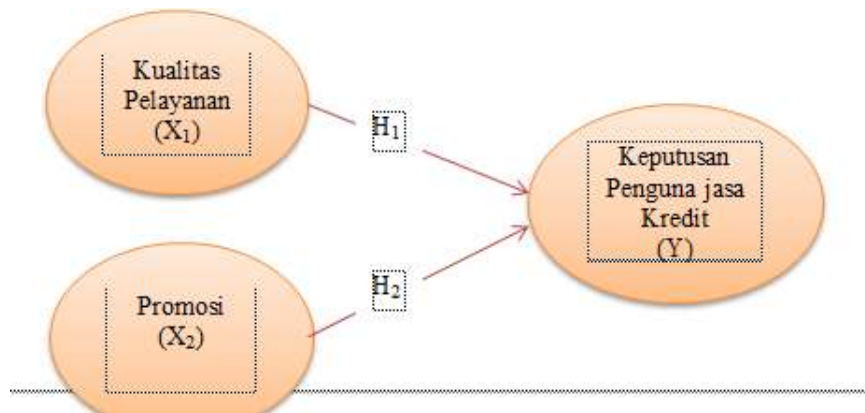 Kualitas
Pelayanan
(X₁)
H₁
Keputusan
Penguna jasa
Kredit
(Y)
H₂
Promosi
(X₂)